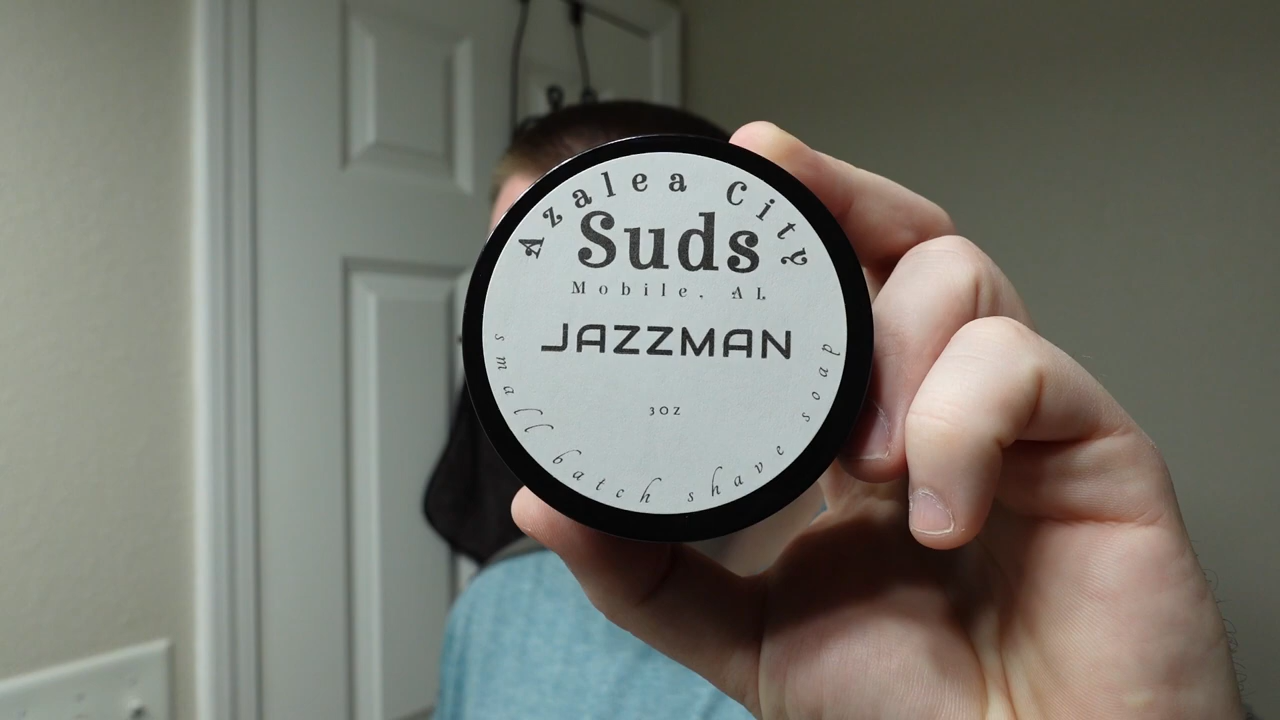 Azalea City
Suds
Mobile, AL
JAZZMAN
3OZ
small batch shave soap